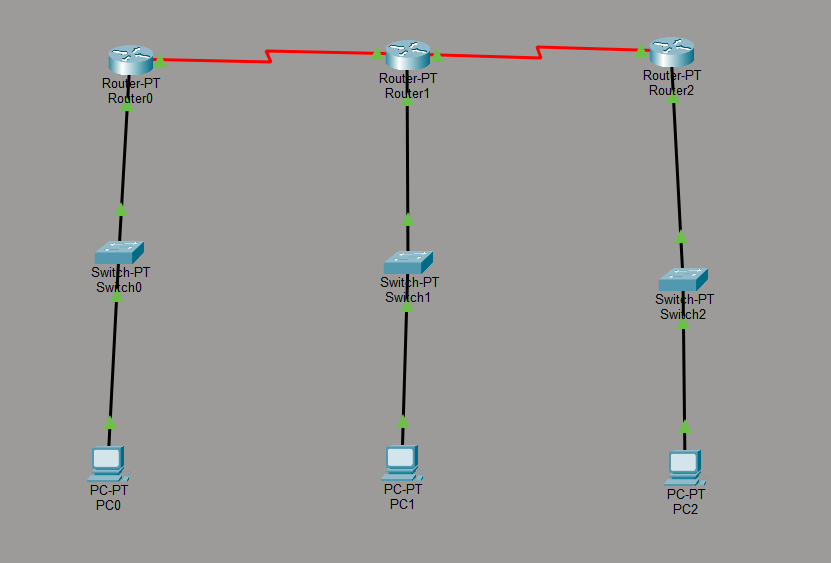 Router-PT
Router0
Router-PT
Router1
Router-PT
Router2
Switch-PT
Switch0
Switch-PT
Switch1
Switch-PT
Switch2
PC-PT
PC0
PC-PT
PC1
PC-PT
PC2